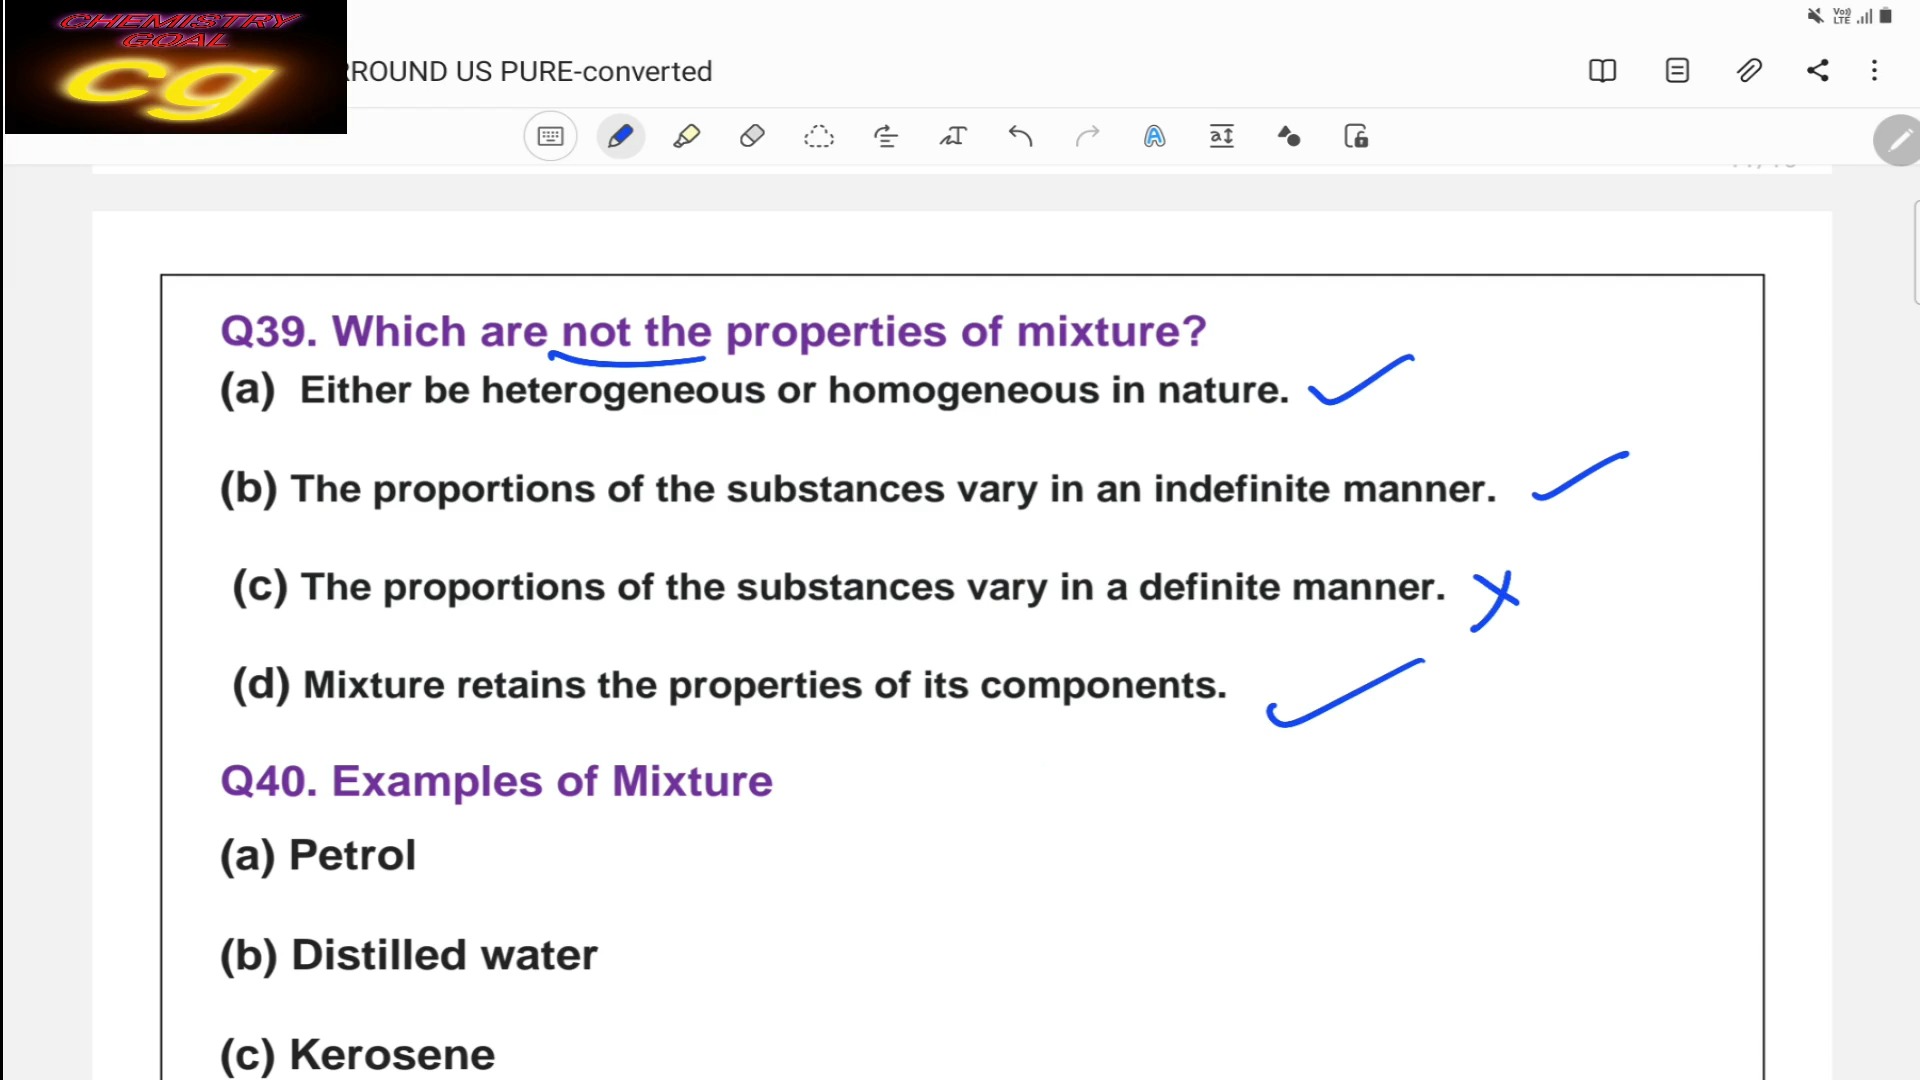 CHEMISTRY
GOAL
cg
RROUND US PURE-converted
Q39. Which are not the properties of mixture?
(a) Either be heterogeneous or homogeneous in nature.
(b) The proportions of the substances vary in an indefinite manner.
(c) The proportions of the substances vary in a definite manner.
(d) Mixture retains the properties of its components.
Q40. Examples of Mixture
(a) Petrol
(b) Distilled water
(c) Kerosene